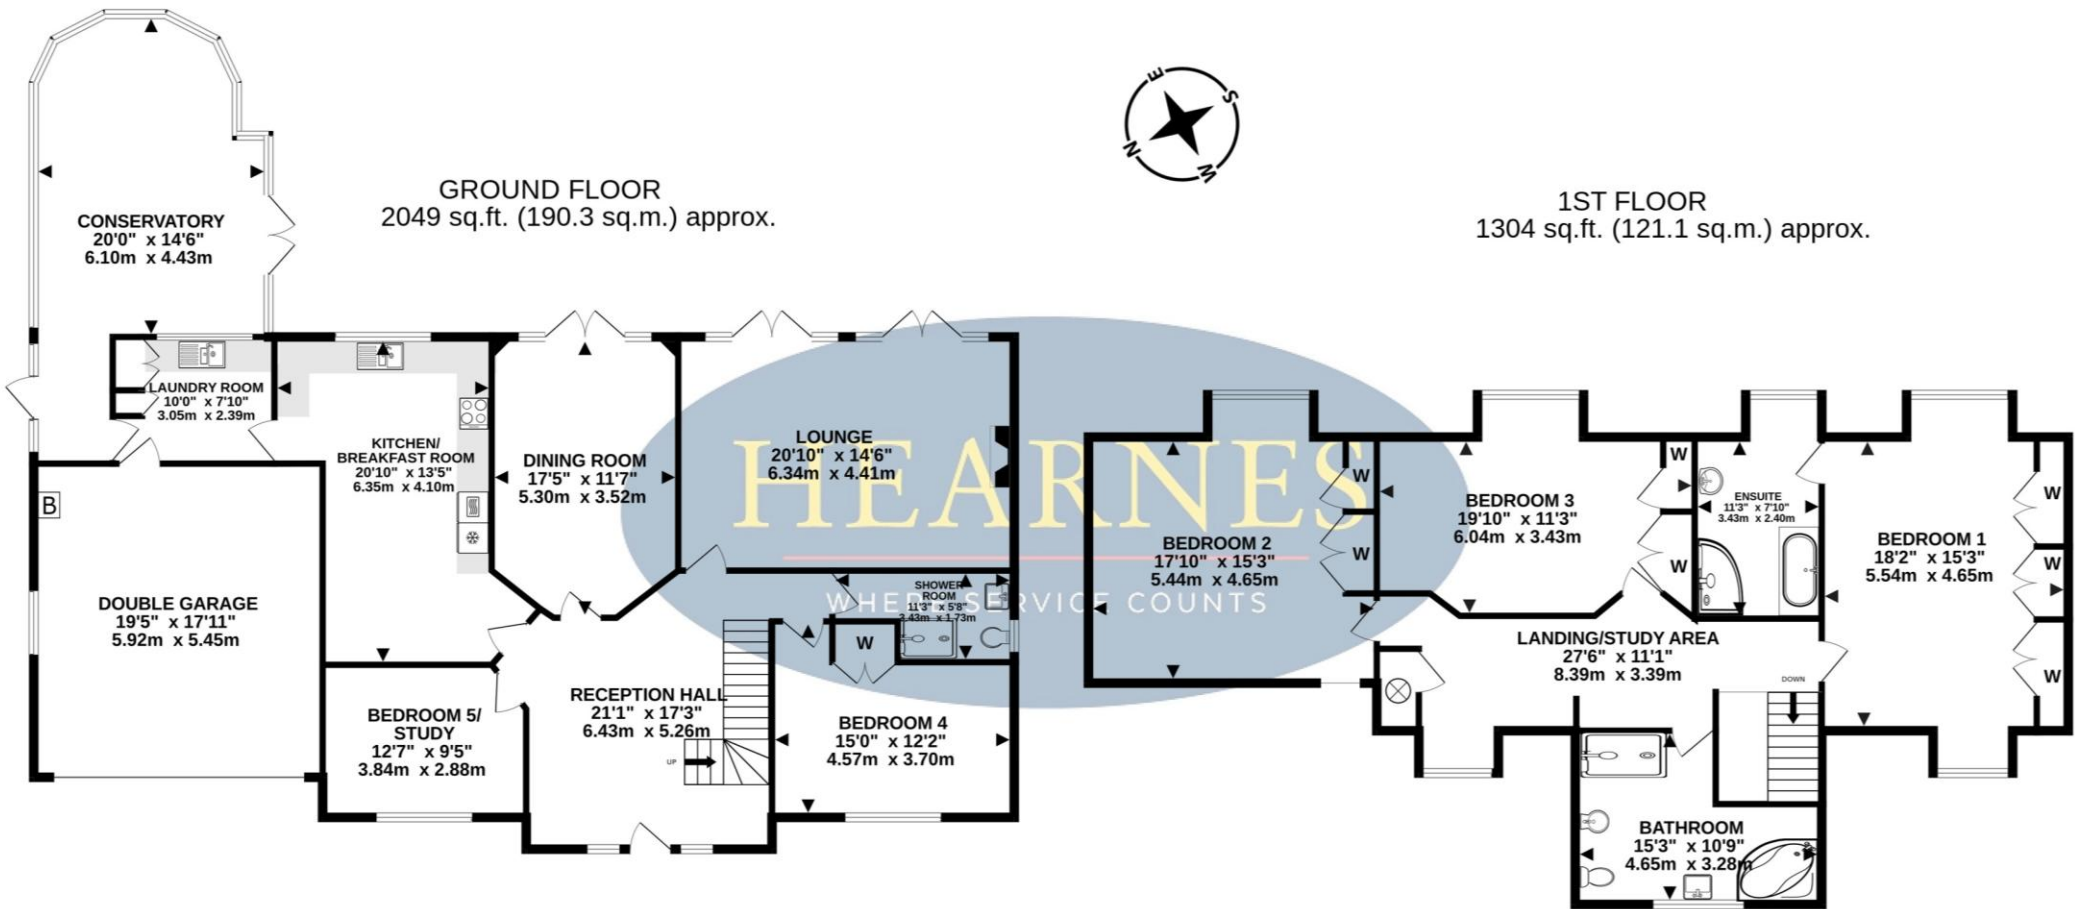 E
S
N
W
GROUND FLOOR
2049 sq.ft. (190.3 sq.m.) approx.
1ST FLOOR
1304 sq.ft. (121.1 sq.m.) approx.
CONSERVATORY
20'0" x 14'6"
6.10m x 4.43m
LAUNDRY ROOM
10'0" x 7'10"
3.05m x 2.39m
KITCHEN/
BREAKFAST ROOM
20'10" x 13'5"
6.35m x 4.10m
DINING ROOM
17'5" x 11'7"
5.30m x 3.52m
LOUNGE
20'10" x 14'6"
6.34m x 4.41m
HEARNES
WHERE SERVICE COUNTS
B
DOUBLE GARAGE
19'5" x 17'11"
5.92m x 5.45m
SHOWER
ROOM
11'3" x 5'8"
3.43m x 1.73m
W
BEDROOM 5/
STUDY
12'7" x 9'5"
3.84m x 2.88m
RECEPTION HALL
21'1" x 17'3"
6.43m x 5.26m
UP
BEDROOM 4
15'0" x 12'2"
4.57m x 3.70m
BEDROOM 2
17'10" x 15'3"
5.44m x 4.65m
W
W
BEDROOM 3
19'10" x 11'3"
6.04m x 3.43m
W
W
ENSUITE
11'3" x 7'10"
3.43m x 2.40m
BEDROOM 1
18'2" x 15'3"
5.54m x 4.65m
W
W
W
LANDING/STUDY AREA
27'6" x 11'1"
8.39m x 3.39m
DOWN
BATHROOM
15'3" x 10'9"
4.65m x 3.28m